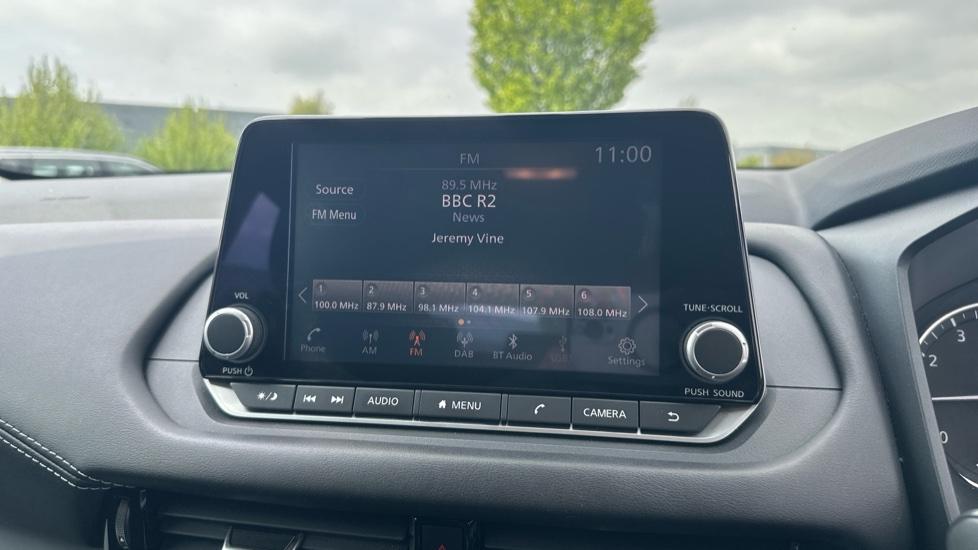 FM
11:00
Source
FM Menu
89.5 MHz
BBC R2
News
Jeremy Vine
1 2 3 4 5 6
100.0 MHz 87.9 MHz 98.1 MHz 104.1 MHz 107.9 MHz 108.0 MHz
Phone AM FM DAB BT Audio USB1 Settings
VOL
PUSH
TUNE·SCROLL
PUSH SOUND
AUDIO MENU CAMERA
3
2
0